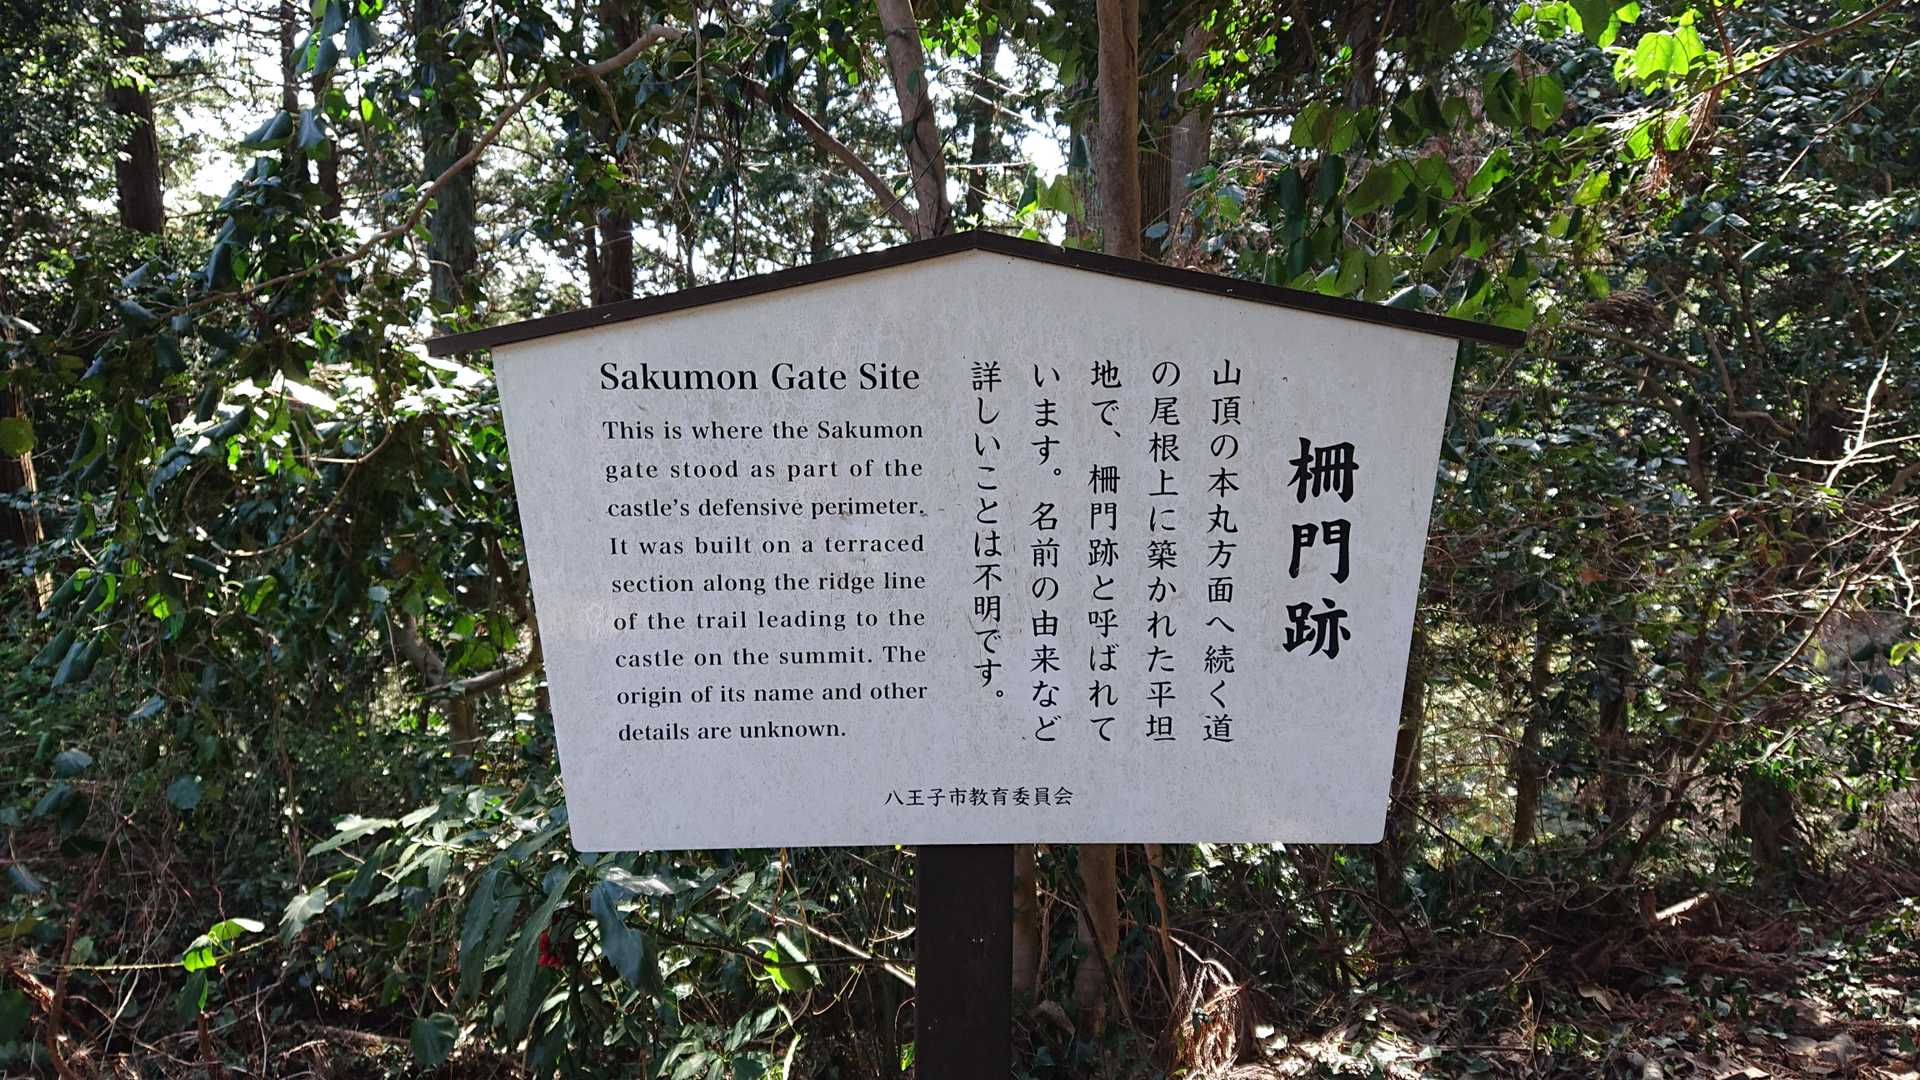 柵門跡
山頂の本丸方面へ続く道
の尾根上に築かれた平坦
地で、柵門跡と呼ばれて
います。名前の由来など
詳しいことは不明です。
Sakumon Gate Site
This is where the Sakumon
gate stood as part of the
castle's defensive perimeter.
It was built on a terraced
section along the ridge line
of the trail leading to the
castle on the summit. The
origin of its name and other
details are unknown.
八王子市教育委員会